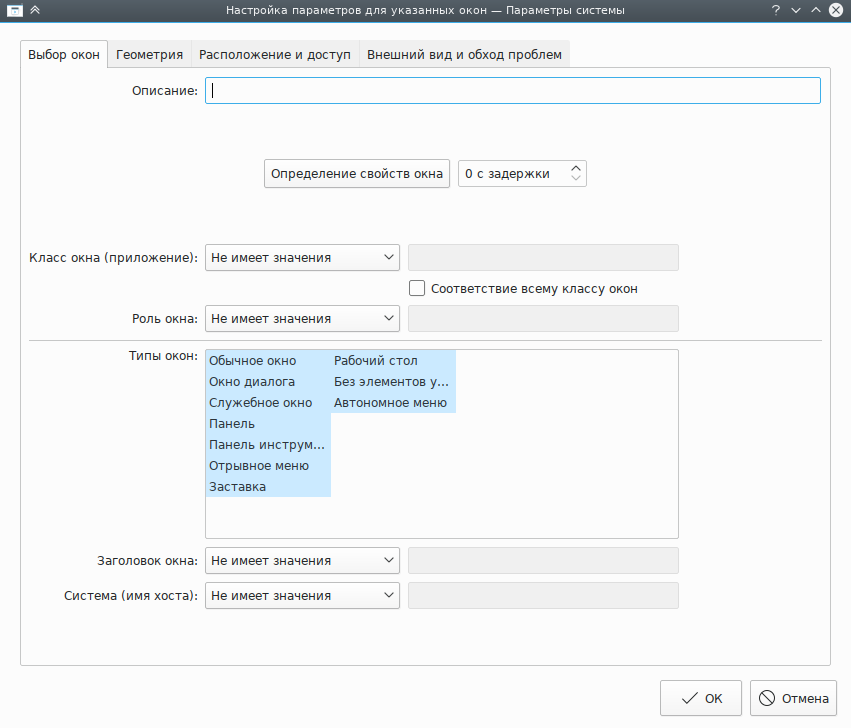 Настройка параметров для указанных окон — Параметры системы
?
Выбор окон Геометрия Расположение и доступ Внешний вид и обход проблем
Описание:
Определение свойств окна 0 с задержки
Класс окна (приложение): Не имеет значения
Соответствие всему классу окон
Роль окна: Не имеет значения
Типы окон: Обычное окно Рабочий стол
Окно диалога Без элементов у...
Служебное окно Автономное меню
Панель
Панель инструм...
Отрывное меню
Заставка
Заголовок окна: Не имеет значения
Система (имя хоста): Не имеет значения
ОК Отмена